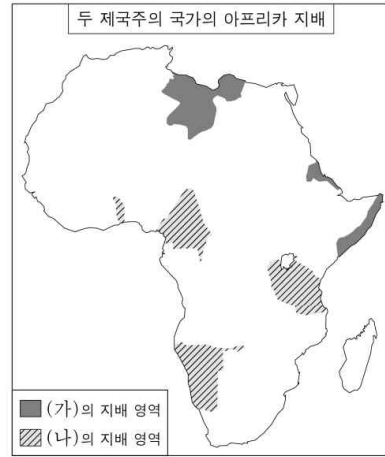 두 제국주의 국가의 아프리카 지배
(가)의 지배 영역
(나)의 지배 영역